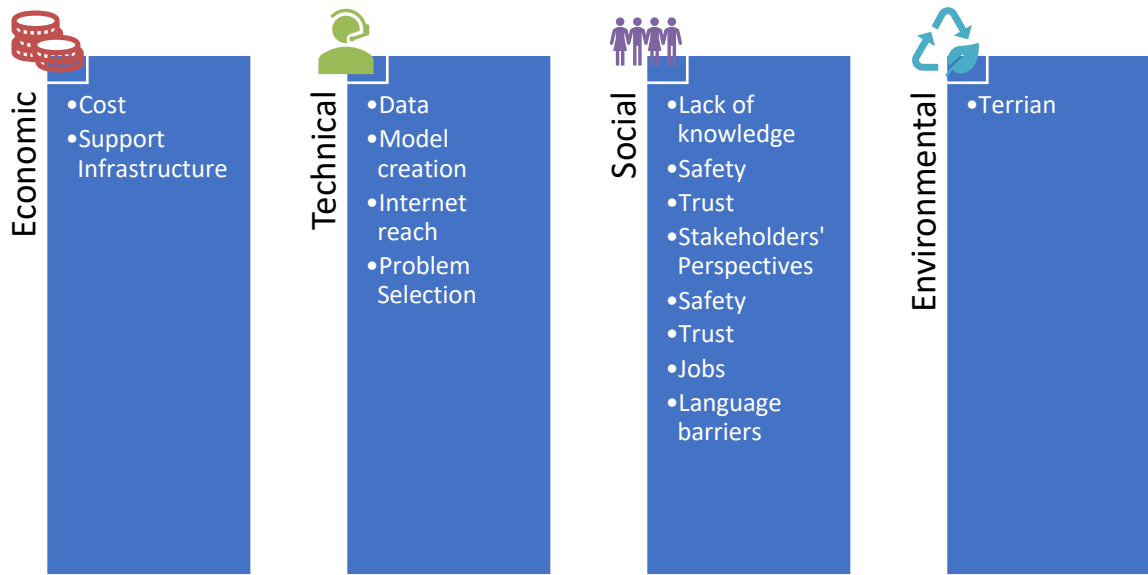 Economic
•Cost
•Support
Infrastructure
Technical
•Data
•Model
creation
•Internet
reach
•Problem
Selection
Social
•Lack of
knowledge
•Safety
•Trust
•Stakeholders'
Perspectives
•Safety
•Trust
•Jobs
•Language
barriers
Environmental
•Terrian